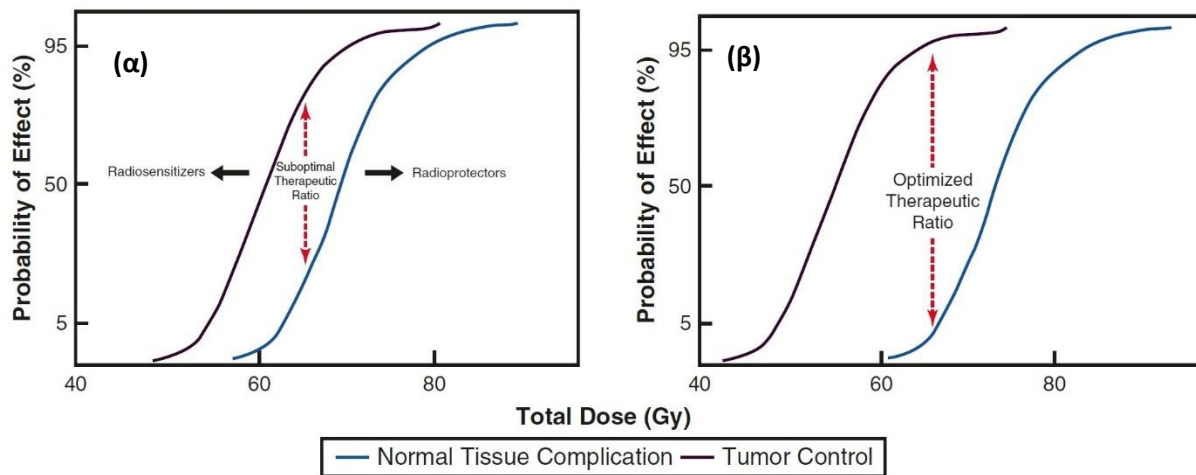 Probability of Effect (%)
95
50
5
(α)
Radiosensitizers
Suboptimal
Therapeutic
Ratio
Radioprotectors
40
60
80
Probability of Effect (%)
95
50
5
(β)
Optimized
Therapeutic
Ratio
40
60
80
Total Dose (Gy)
Normal Tissue Complication
Tumor Control